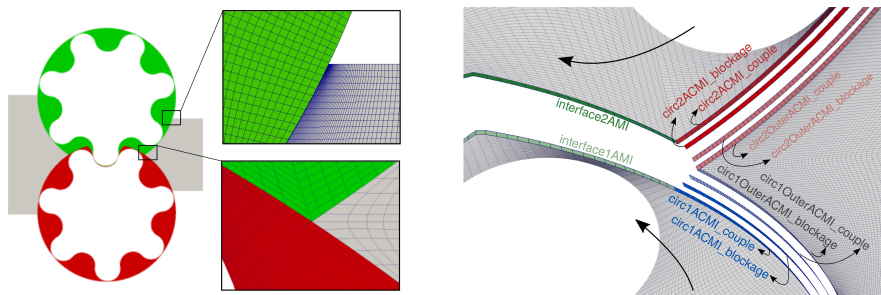 circ2ACMI_blockage
circ2ACMI_couple
interface2AMI
circ2OuterACMI_couple
circ2OuterACMI_blockage
interface1AMI
circ1OuterACMI_couple
circ1OuterACMI_blockage
circ1ACMI_couple
circ1ACMI_blockage